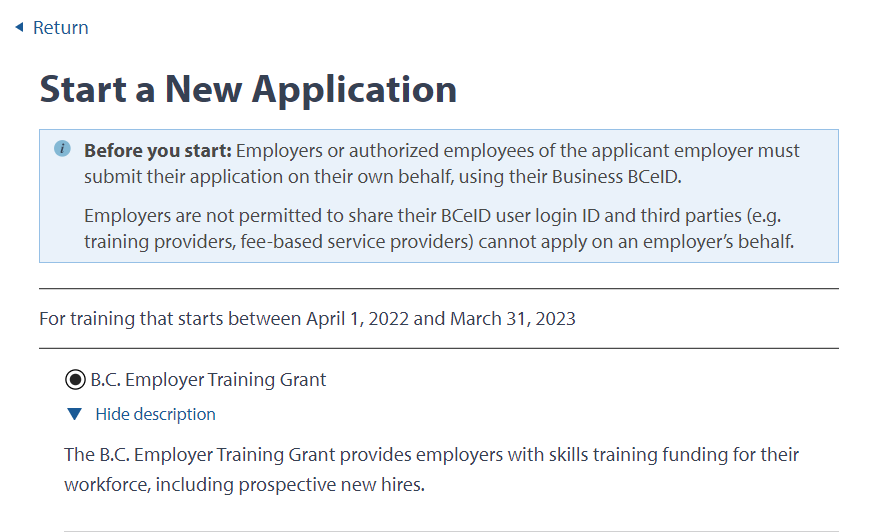 Return
Start a New Application
Before you start: Employers or authorized employees of the applicant employer must
submit their application on their own behalf, using their Business BCeID.
Employers are not permitted to share their BCeID user login ID and third parties (e.g.
training providers, fee-based service providers) cannot apply on an employer’s behalf.
For training that starts between April 1, 2022 and March 31, 2023
B.C. Employer Training Grant
Hide description
The B.C. Employer Training Grant provides employers with skills training funding for their
workforce, including prospective new hires.